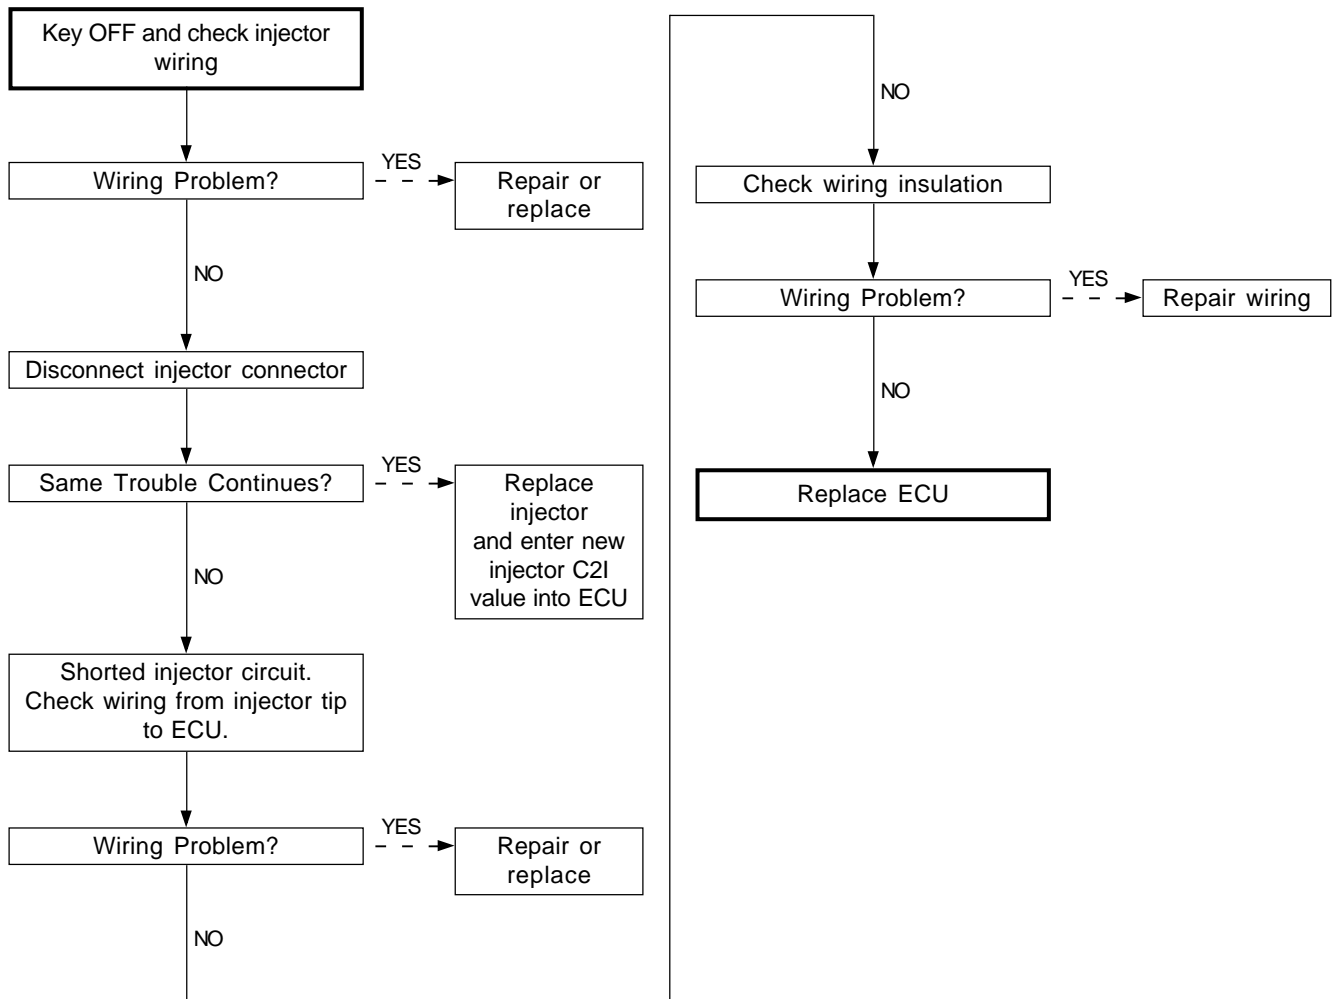 Key OFF and check injector
wiring
Wiring Problem?
YES
Repair or
replace
NO
Disconnect injector connector
Same Trouble Continues?
YES
Replace
injector
and enter new
injector C2I
value into ECU
NO
Shorted injector circuit.
Check wiring from injector tip
to ECU.
Wiring Problem?
YES
Repair or
replace
NO
NO
Check wiring insulation
Wiring Problem?
YES
Repair wiring
NO
Replace ECU